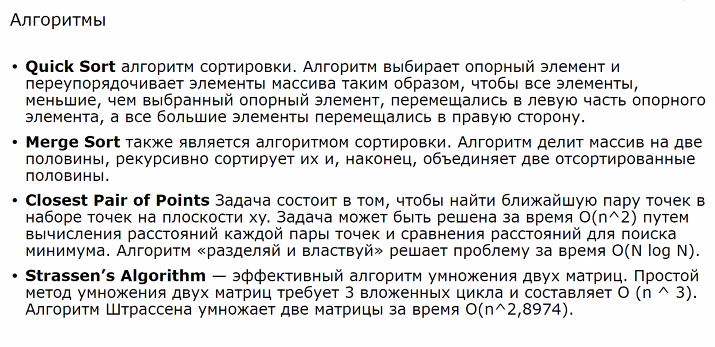 Алгоритмы
• Quick Sort алгоритм сортировки. Алгоритм выбирает опорный элемент и
переупорядочивает элементы массива таким образом, чтобы все элементы,
меньшие, чем выбранный опорный элемент, перемещались в левую часть опорного
элемента, а все большие элементы перемещались в правую сторону.
• Merge Sort также является алгоритмом сортировки. Алгоритм делит массив на две
половины, рекурсивно сортирует их и, наконец, объединяет две отсортированные
половины.
• Closest Pair of Points Задача состоит в том, чтобы найти ближайшую пару точек в
наборе точек на плоскости xy. Задача может быть решена за время O(n^2) путем
вычисления расстояний каждой пары точек и сравнения расстояний для поиска
минимума. Алгоритм «разделяй и властвуй» решает проблему за время O(N log N).
• Strassen’s Algorithm — эффективный алгоритм умножения двух матриц. Простой
метод умножения двух матриц требует 3 вложенных цикла и составляет O (n ^ 3).
Алгоритм Штрассена умножает две матрицы за время O(n^2,8974).